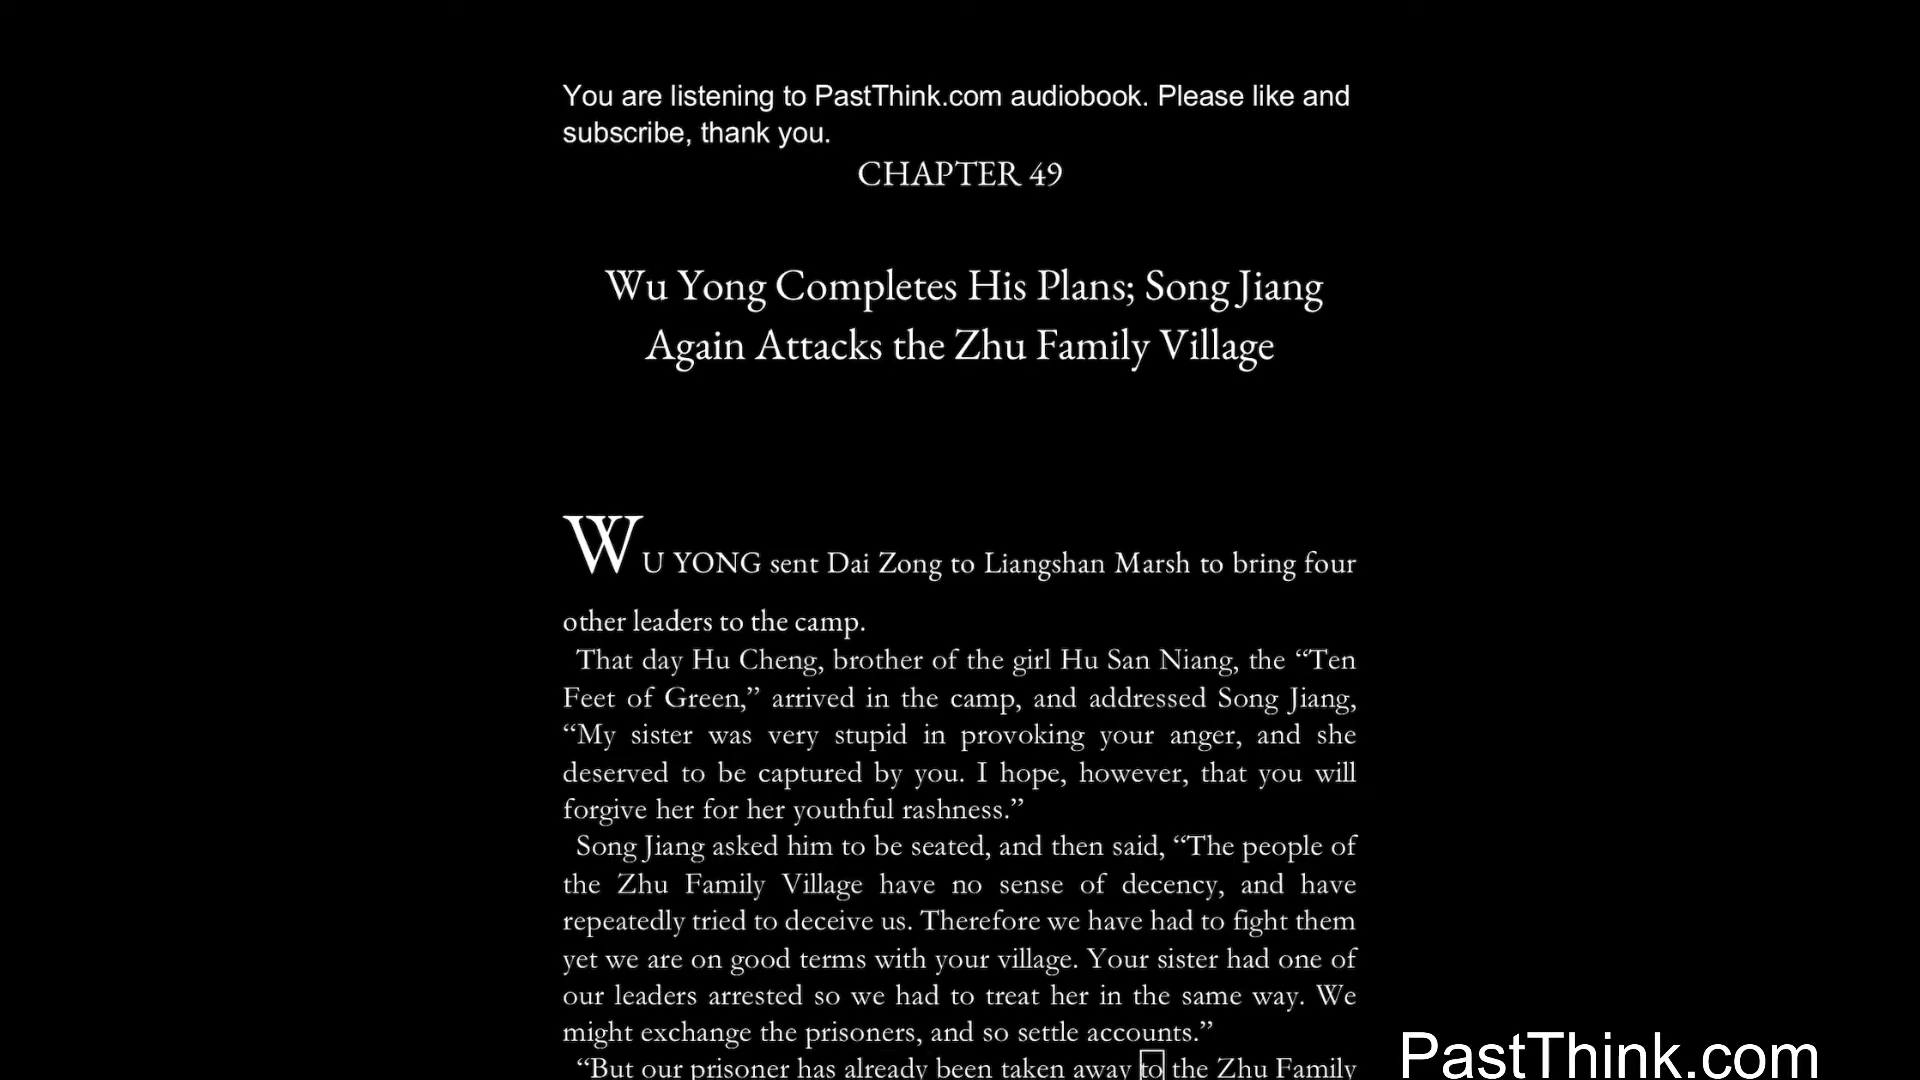 You are listening to PastThink.com audiobook. Please like and
subscribe, thank you.
CHAPTER 49
Wu Yong Completes His Plans; Song Jiang
Again Attacks the Zhu Family Village
WU YONG sent Dai Zong to Liangshan Marsh to bring four
other leaders to the camp.
That day Hu Cheng, brother of the girl Hu San Niang, the “Ten
Feet of Green,” arrived in the camp, and addressed Song Jiang,
“My sister was very stupid in provoking your anger, and she
deserved to be captured by you. I hope, however, that you will
forgive her for her youthful rashness.”
Song Jiang asked him to be seated, and then said, “The people of
the Zhu Family Village have no sense of decency, and have
repeatedly tried to deceive us. Therefore we have had to fight them
yet we are on good terms with your village. Your sister had one of
our leaders arrested so we had to treat her in the same way. We
might exchange the prisoners, and so settle accounts.”
“But our prisoner has already been taken away to the Zhu Family
PastThink.com